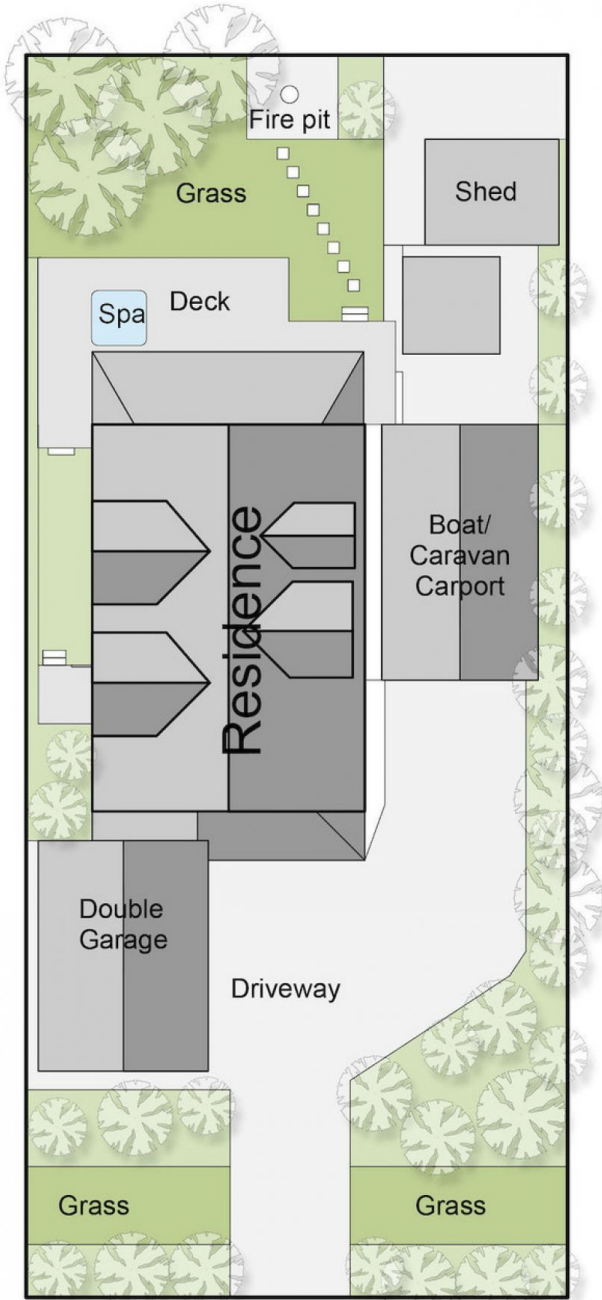 Fire pit
Grass
Shed
Spa
Deck
Residence
Boat/
Caravan
Carport
Double
Garage
Driveway
Grass
Grass